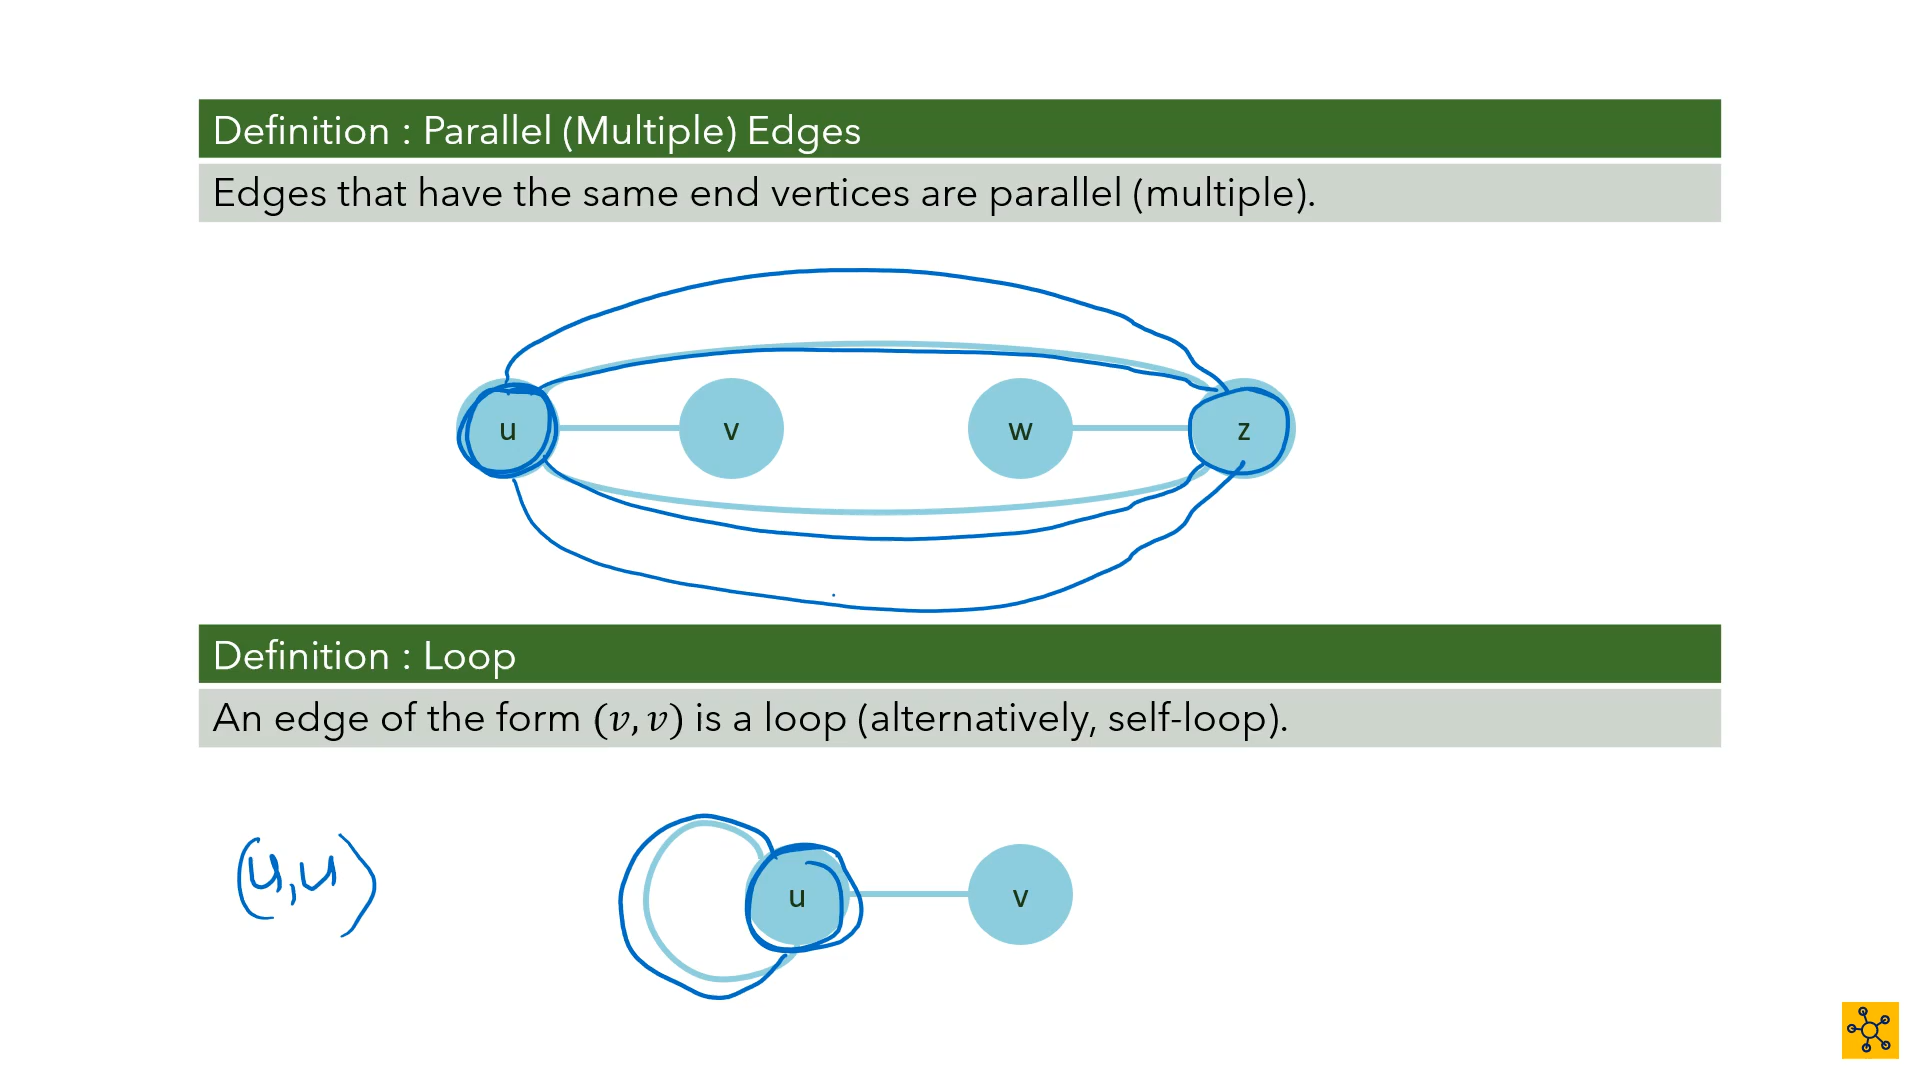 Definition : Parallel (Multiple) Edges
Edges that have the same end vertices are parallel (multiple).
u v w z
Definition : Loop
An edge of the form (v, v) is a loop (alternatively, self-loop).
(u,u)
u v